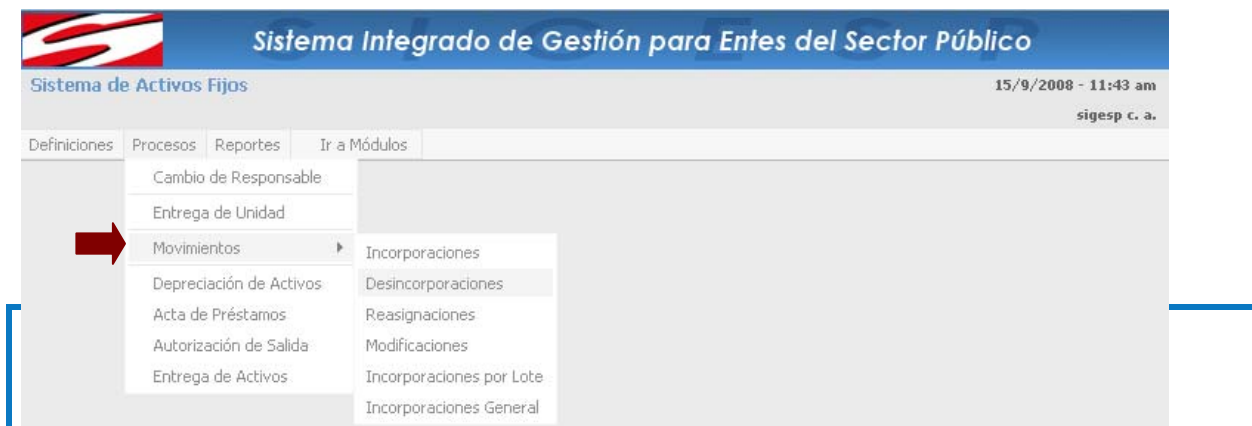 SIGESP
Sistema Integrado de Gestión para Entes del Sector Público
Sistema de Activos Fijos
15/9/2008 - 11:43 am
sigesp c. a.
Definiciones Procesos Reportes Ir a Módulos
Cambio de Responsable
Entrega de Unidad
Movimientos
Depreciación de Activos
Acta de Préstamos
Autorización de Salida
Entrega de Activos
Incorporaciones
Desincorporaciones
Reasignaciones
Modificaciones
Incorporaciones por Lote
Incorporaciones General